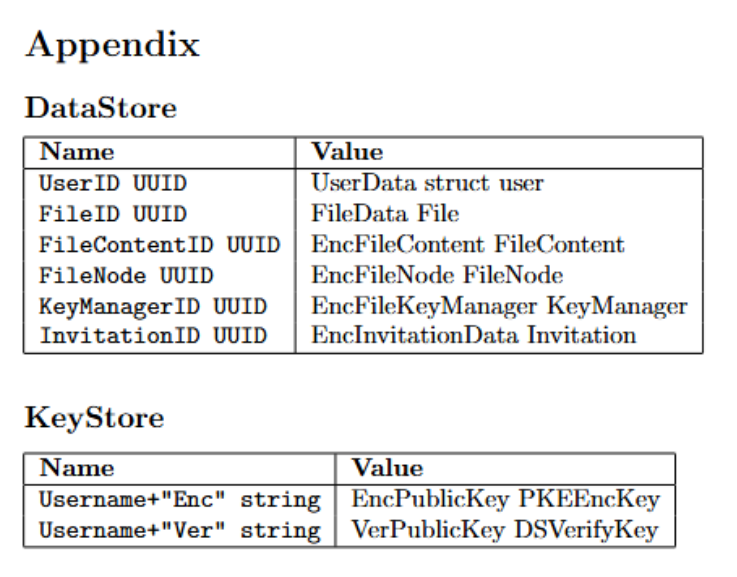 Appendix
DataStore
Name Value
UserID UUID UserData struct user
FileID UUID FileData File
FileContentID UUID EncFileContent FileContent
FileNode UUID EncFileNode FileNode
KeyManagerID UUID EncFileKeyManager KeyManager
InvitationID UUID EncInvitationData Invitation
KeyStore
Name Value
Username+"Enc" string EncPublicKey PKEEncKey
Username+"Ver" string VerPublicKey DSVerifyKey